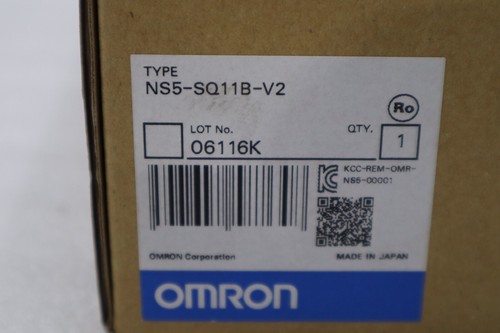 TYPE
NS5-SQ11B-V2
Ro
LOT No.
06116K
QTY.
1
KCC-REM-OMR-
NS5-00001
OMRON Corporation
MADE IN JAPAN
OMRON